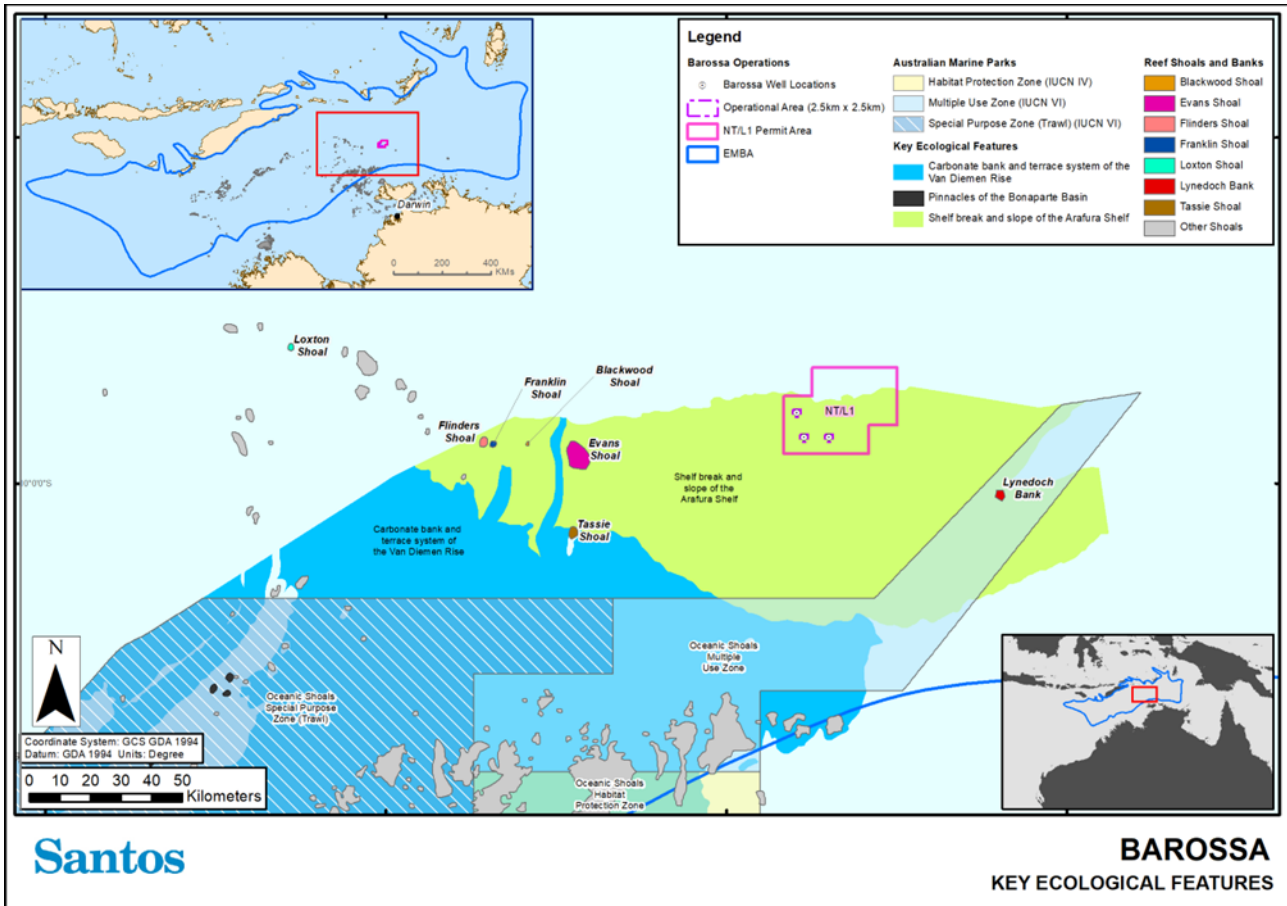 Darwin
0 200 400
KMs
Legend
Barossa Operations
Barossa Well Locations
Operational Area (2.5km x 2.5km)
NT/L1 Permit Area
EMBA
Australian Marine Parks
Habitat Protection Zone (IUCN IV)
Multiple Use Zone (IUCN VI)
Special Purpose Zone (Trawl) (IUCN VI)
Key Ecological Features
Carbonate bank and terrace system of the
Van Diemen Rise
Pinnacles of the Bonaparte Basin
Shelf break and slope of the Arafura Shelf
Reef Shoals and Banks
Blackwood Shoal
Evans Shoal
Flinders Shoal
Franklin Shoal
Loxton Shoal
Lynedoch Bank
Tassie Shoal
Other Shoals
Loxton
Shoal
Franklin
Shoal
Blackwood
Shoal
Flinders
Shoal
Evans
Shoal
NT/L1
Shelf break and
slope of the
Arafura Shelf
Lynedoch
Bank
0°0'0"S
Tassie
Shoal
Carbonate bank and
terrace system of
the Van Diemen Rise
Oceanic Shoals
Multiple
Use Zone
Oceanic Shoals
Special Purpose
Zone (Trawl)
Oceanic Shoals
Habitat
Protection Zone
N
Coordinate System: GCS GDA 1994
Datum: GDA 1994 Units: Degree
0 10 20 30 40 50
Kilometers
Santos
BAROSSA
KEY ECOLOGICAL FEATURES